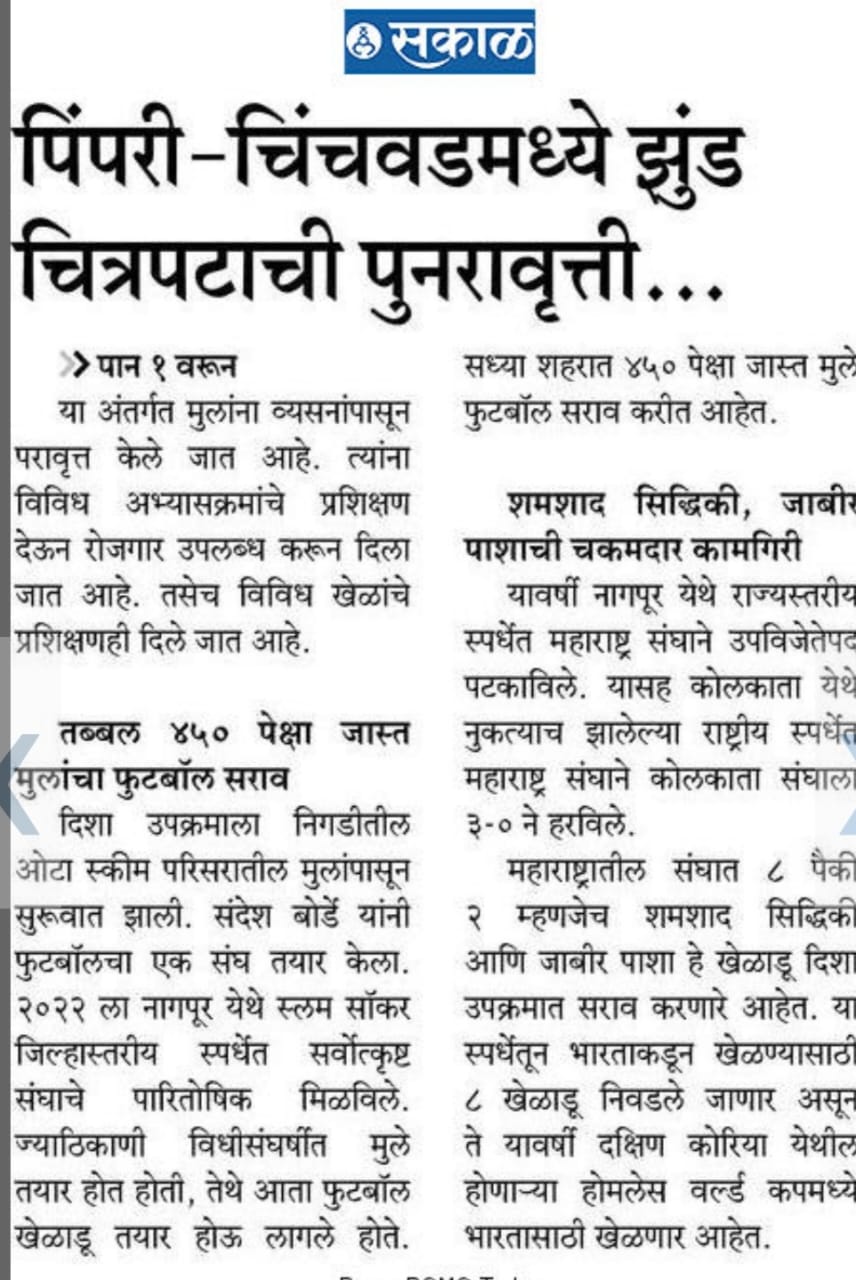 सकाळ
पिंपरी-चिंचवडमध्ये झुंड
चित्रपटाची पुनरावृत्ती...
>> पान १ वरून
या अंतर्गत मुलांना व्यसनांपासून
परावृत्त केले जात आहे. त्यांना
विविध अभ्यासक्रमांचे प्रशिक्षण
देऊन रोजगार उपलब्ध करून दिला
जात आहे. तसेच विविध खेळांचे
प्रशिक्षणही दिले जात आहे.
तब्बल ४५० पेक्षा जास्त
मुलांचा फुटबॉल सराव
दिशा उपक्रमाला निगडीतील
ओटा स्कीम परिसरातील मुलांपासून
सुरूवात झाली. संदेश बोर्डे यांनी
फुटबॉलचा एक संघ तयार केला.
२०२२ ला नागपूर येथे स्लम सॉकर
जिल्हास्तरीय स्पर्धेत सर्वोत्कृष्ट
संघाचे पारितोषिक मिळविले.
ज्याठिकाणी विधीसंघर्षीत मुले
तयार होत होती, तेथे आता फुटबॉल
खेळाडू तयार होऊ लागले होते.
सध्या शहरात ४५० पेक्षा जास्त मुले
फुटबॉल सराव करीत आहेत.
शमशाद सिद्धिकी, जाबीर
पाशाची चकमदार कामगिरी
यावर्षी नागपूर येथे राज्यस्तरीय
स्पर्धेत महाराष्ट्र संघाने उपविजेतेपद
पटकाविले. यासह कोलकाता येथे
नुकत्याच झालेल्या राष्ट्रीय स्पर्धेत
महाराष्ट्र संघाने कोलकाता संघाला
३-० ने हरविले.
महाराष्ट्रातील संघात ८ पैकी
२ म्हणजेच शमशाद सिद्धिकी
आणि जाबीर पाशा हे खेळाडू दिशा
उपक्रमात सराव करणारे आहेत. या
स्पर्धेतून भारताकडून खेळण्यासाठी
८ खेळाडू निवडले जाणार असून
ते यावर्षी दक्षिण कोरिया येथील
होणाऱ्या होमलेस वर्ल्ड कपमध्ये
भारतासाठी खेळणार आहेत.